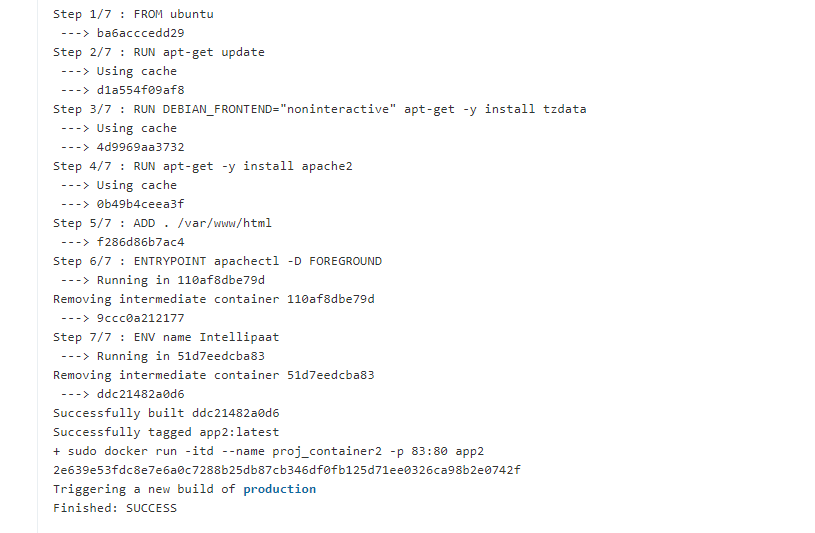 Step 1/7 : FROM ubuntu
---> ba6acccedd29
Step 2/7 : RUN apt-get update
---> Using cache
---> d1a554f09af8
Step 3/7 : RUN DEBIAN_FRONTEND="noninteractive" apt-get -y install tzdata
---> Using cache
---> 4d9969aa3732
Step 4/7 : RUN apt-get -y install apache2
---> Using cache
---> 0b49b4ceea3f
Step 5/7 : ADD . /var/www/html
---> f286d86b7ac4
Step 6/7 : ENTRYPOINT apachectl -D FOREGROUND
---> Running in 110af8dbe79d
Removing intermediate container 110af8dbe79d
---> 9ccc0a212177
Step 7/7 : ENV name Intellipaat
---> Running in 51d7eedcba83
Removing intermediate container 51d7eedcba83
---> ddc21482a0d6
Successfully built ddc21482a0d6
Successfully tagged app2:latest
+ sudo docker run -itd --name proj_container2 -p 83:80 app2
2e639e53fdc8e7e6a0c7288b25db87cb346df0fb125d71ee0326ca98b2e0742f
Triggering a new build of production
Finished: SUCCESS